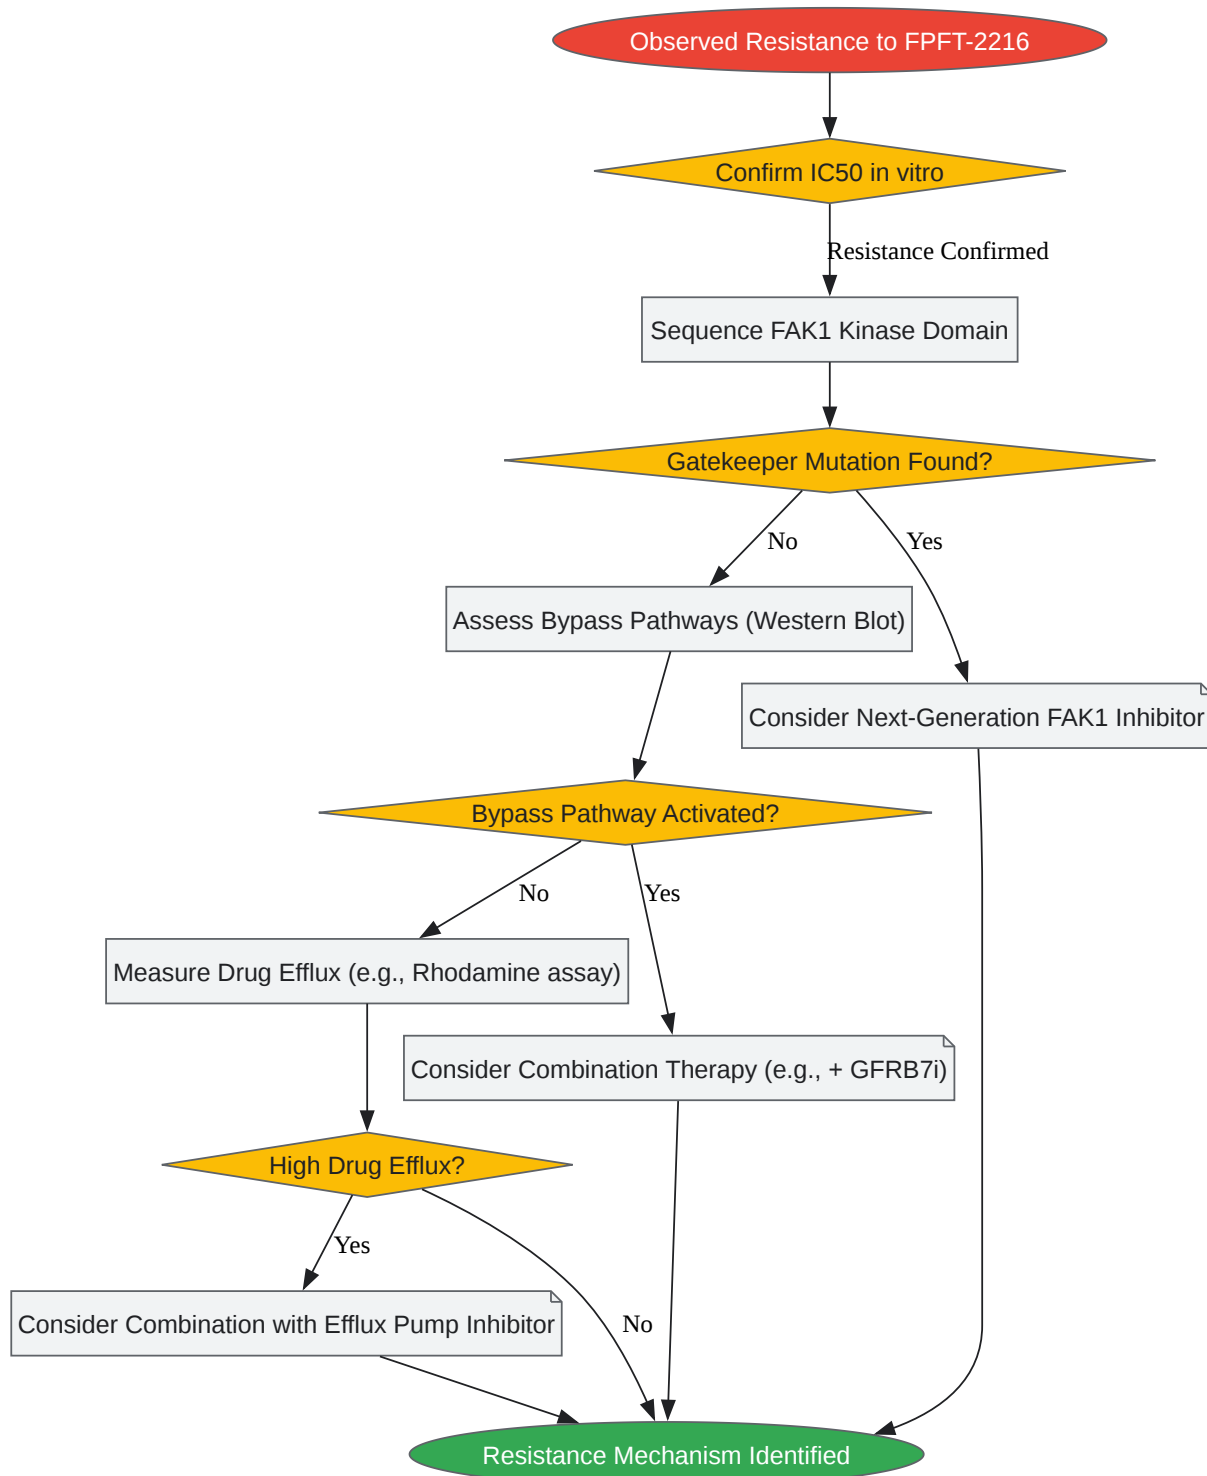 Observed Resistance to FPFT-2216
Confirm IC50 in vitro
Resistance Confirmed
Sequence FAK1 Kinase Domain
Gatekeeper Mutation Found?
No
Yes
Assess Bypass Pathways (Western Blot)
Consider Next-Generation FAK1 Inhibitor
Bypass Pathway Activated?
No
Yes
Measure Drug Efflux (e.g., Rhodamine assay)
Consider Combination Therapy (e.g., + GFRB7i)
High Drug Efflux?
Yes
No
Consider Combination with Efflux Pump Inhibitor
Resistance Mechanism Identified